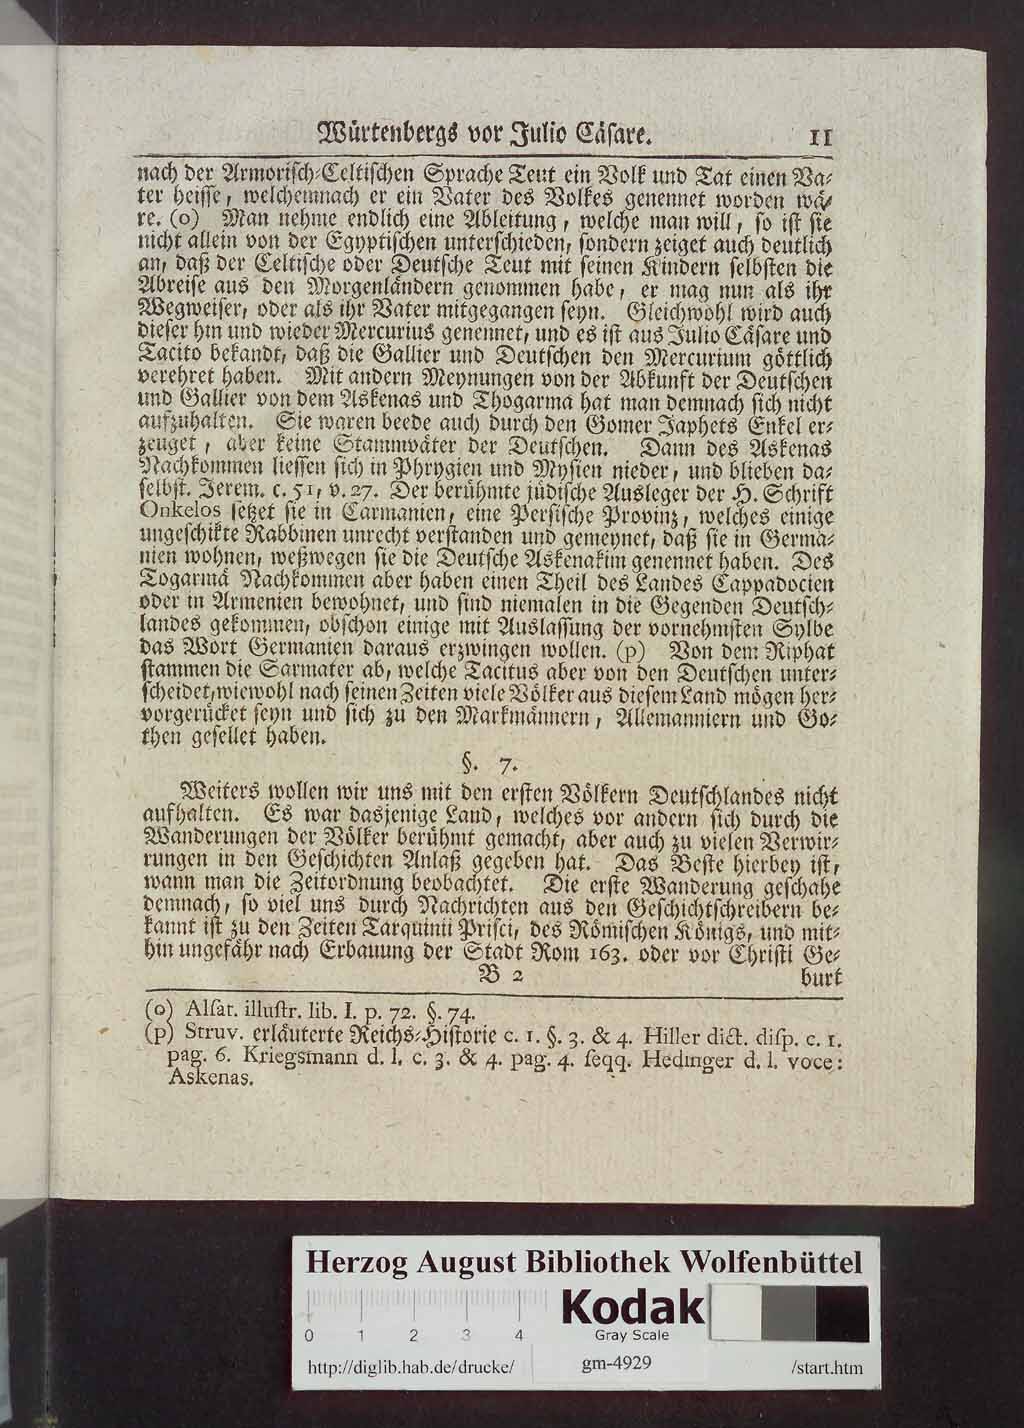 Würtenbergs vor Julio Cäsare. 11
nach der Armorisch-Celtischen Sprache Teut ein Volk und Tat einen Va-
ter heisse, welchemnach er ein Vater des Volkes genennet worden wä-
re. (o) Man nehme endlich eine Ableitung, welche man will, so ist sie
nicht allein von der Egyptischen unterschieden, sondern zeiget auch deutlich
an, daß der Celtische oder Deutsche Teut mit seinen Kindern selbsten die
Abreise aus den Morgenländern genommen habe, er mag nun als ihr
Wegweiser, oder als ihr Vater mitgegangen seyn. Gleichwohl wird auch
dieser hin und wieder Mercurius genennet, und es ist aus Julio Cäsare und
Tacito bekandt, daß die Gallier und Deutschen den Mercurium göttlich
verehret haben. Mit andern Meynungen von der Abkunft der Deutschen
und Gallier von dem Askenas und Thogarma hat man demnach sich nicht
aufzuhalten. Sie waren beede auch durch den Gomer Japhets Enkel er-
zeuget, aber keine Stammväter der Deutschen. Dann des Askenas
Nachkommen liessen sich in Phrygien und Mysien nieder, und blieben da-
selbst. Jerem. c. 51, v. 27. Der berühmte jüdische Ausleger der H. Schrift
Onkelos setzet sie in Carmanien, eine Persische Provinz, welches einige
ungeschikte Rabbinen unrecht verstanden und gemeynet, daß sie in Germa-
nien wohnen, weßwegen sie die Deutsche Askenakim genennet haben. Des
Togarmä Nachkommen aber haben einen Theil des Landes Cappadocien
oder in Armenien bewohnet, und sind niemalen in die Gegenden Deutsch-
landes gekommen, obschon einige mit Auslassung der vornehmsten Sylbe
das Wort Germanien daraus erzwingen wollen. (p) Von dem Riphat
stammen die Sarmater ab, welche Tacitus aber von den Deutschen unter-
scheidet, wiewohl nach seinen Zeiten viele Völker aus diesem Land mögen her-
vorgerücket seyn und sich zu den Markmännern, Allemanniern und Go-
then gesellet haben.
§. 7.
Weiters wollen wir uns mit den ersten Völkern Deutschlandes nicht
aufhalten. Es war dasjenige Land, welches vor andern sich durch die
Wanderungen der Völker berühmt gemacht, aber auch zu vielen Verwir-
rungen in den Geschichten Anlaß gegeben hat. Das Beste hierbey ist,
wann man die Zeitordnung beobachtet. Die erste Wanderung geschahe
demnach, so viel uns durch Nachrichten aus den Geschichtschreibern be-
kannt ist zu den Zeiten Tarquinii Prisci, des Römischen Königs, und mit-
hin ungefähr nach Erbauung der Stadt Rom 163. oder vor Christi Ge-
B 2 burt
(o) Alsat. illustr. lib. I. p. 72. §. 74.
(p) Struv. erläuterte Reichs-Historie c. 1. §. 3. & 4. Hiller dict. disp. c. 1.
pag. 6. Kriegsmann d. l. c. 3. & 4. pag. 4. seqq. Hedinger d. l. voce:
Askenas.
Herzog August Bibliothek Wolfenbüttel
Kodak
0 1 2 3 4 Gray Scale
http://diglib.hab.de/drucke/ gm-4929 /start.htm